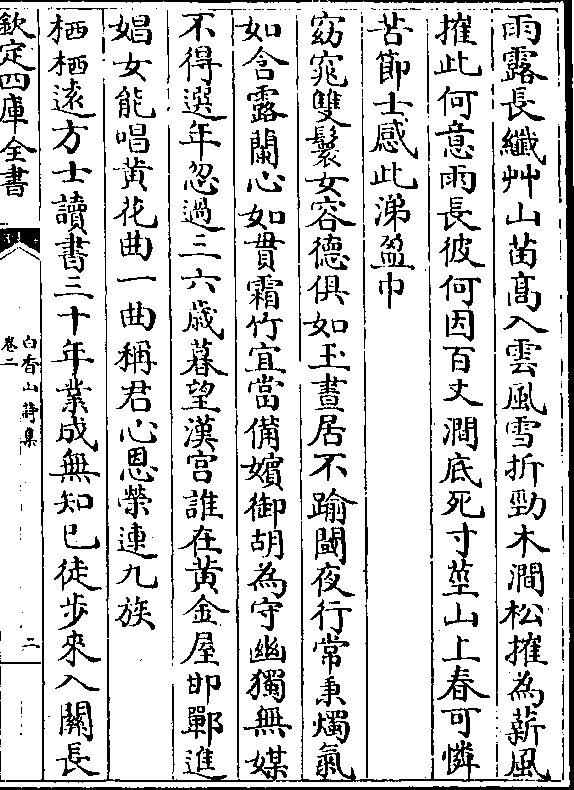 雨露長纖艸山苗高入雲風雪折勁木澗松摧為薪風
摧此何意雨長彼何因百丈澗底死寸莖山上春可憐
苦節士感此涕盈巾
窈窕雙鬟女容德俱如玉晝居不踰閾夜行常秉燭氣
如含露蘭心如貫霜竹宜當備嬪御胡為守幽獨無媒
不得選年忽過三六歲暮望漢宮誰在黃金屋邯鄲進
娼女能唱黃花曲一曲稱君心恩榮連九族
栖栖遠方士讀書三十年業成無知已徒步來入關長
欽定四庫全書
白香山詩集
卷二
二